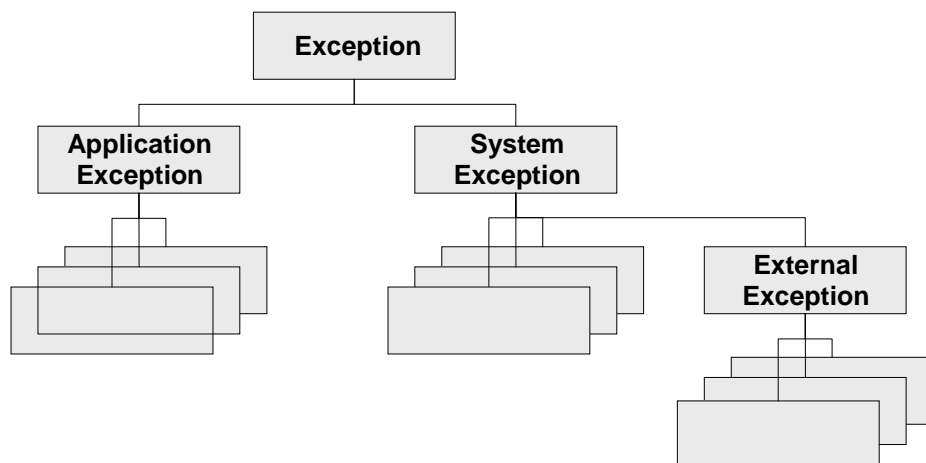 Exception
Application
Exception
System
Exception
External
Exception